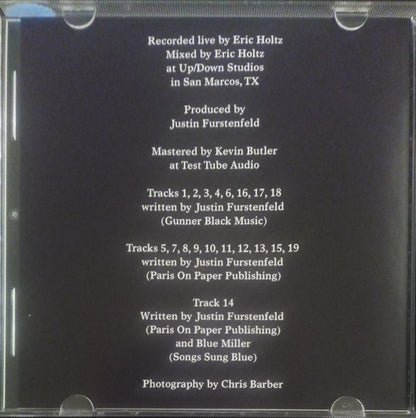 Recorded live by Eric Holtz
Mixed by Eric Holtz
at Up/Down Studios
in San Marcos, TX
Produced by
Justin Furstenfeld
Mastered by Kevin Butler
at Test Tube Audio
Tracks 1, 2, 3, 4, 6, 16, 17, 18
written by Justin Furstenfeld
(Gunner Black Music)
Tracks 5, 7, 8, 9, 10, 11, 12, 13, 15, 19
written by Justin Furstenfeld
(Paris On Paper Publishing)
Track 14
Written by Justin Furstenfeld
(Paris On Paper Publishing)
and Blue Miller
(Songs Sung Blue)
Photography by Chris Barber